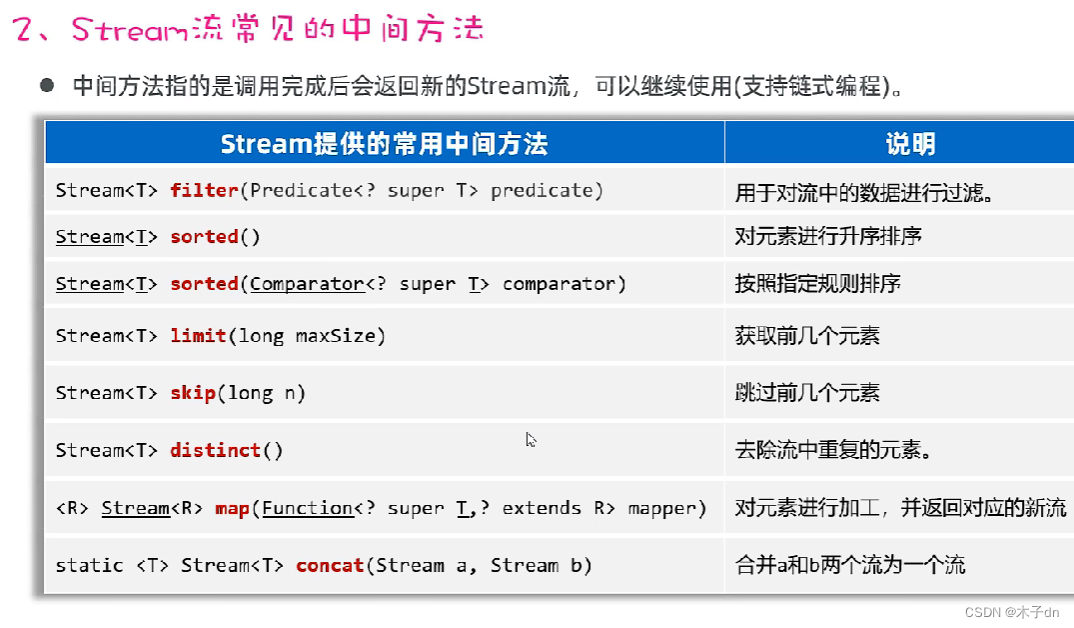 2、Stream流常见的中间方法
● 中间方法指的是调用完成后会返回新的Stream流，可以继续使用(支持链式编程)。
Stream提供的常用中间方法 说明
Stream<T> filter(Predicate<? super T> predicate) 用于对流中的数据进行过滤。
Stream<T> sorted() 对元素进行升序排序
Stream<T> sorted(Comparator<? super T> comparator) 按照指定规则排序
Stream<T> limit(long maxSize) 获取前几个元素
Stream<T> skip(long n) 跳过前几个元素
Stream<T> distinct() 去除流中重复的元素。
<R> Stream<R> map(Function<? super T,? extends R> mapper) 对元素进行加工，并返回对应的新流
static <T> Stream<T> concat(Stream a, Stream b) 合并a和b两个流为一个流
CSDN @木子dn